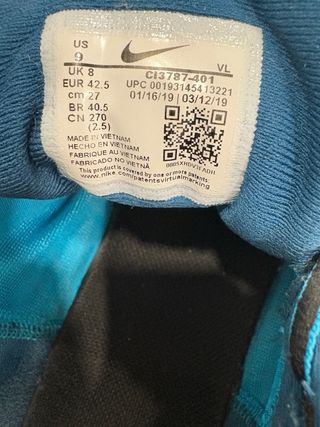 US
9
VL
UK 8
CI3787-401
EUR 42.5
UPC 00193145413221
cm 27
01/16/19 | 03/12/19
BR 40.5
CN 270
(2.5)
MADE IN VIETNAM
HECHO EN VIETNAM
FABRIQUE AU VIETNAM
FABRICADO NO VIETNÃ
This product is covered by one or more patents:
www.nike.com/patentsvirtualmarking